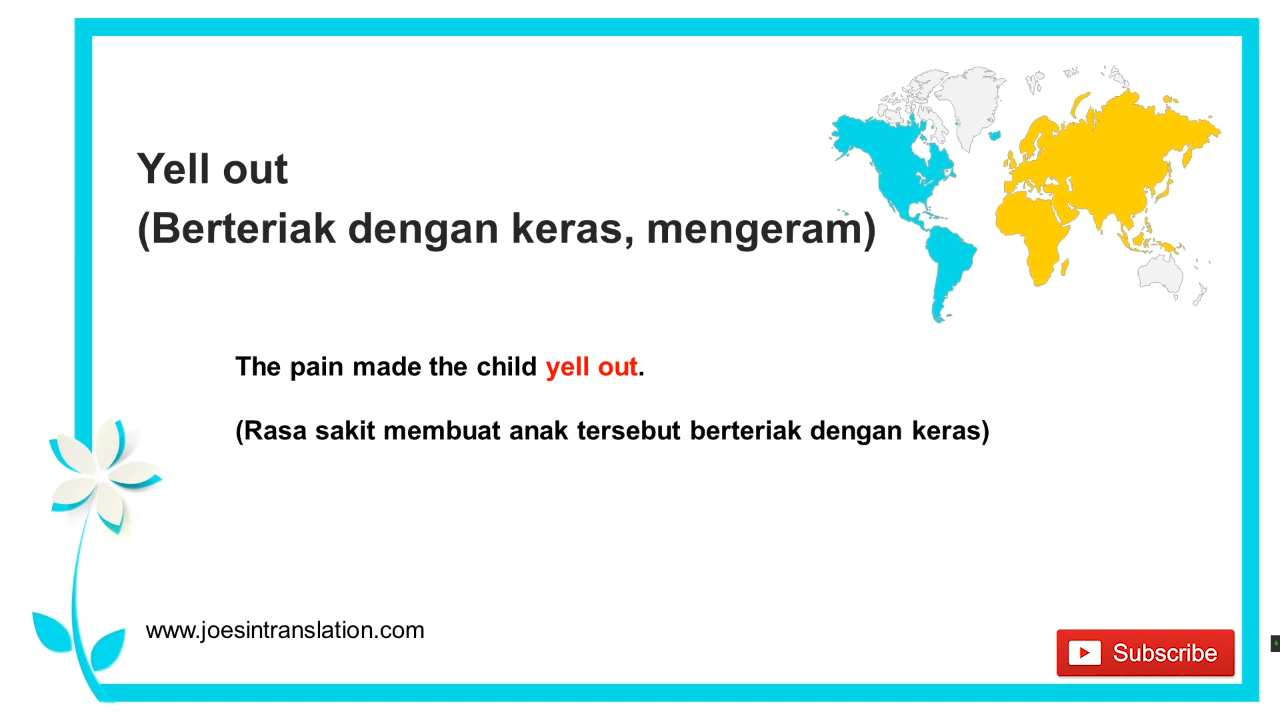 Yell out
(Berteriak dengan keras, mengeram)
The pain made the child yell out.
(Rasa sakit membuat anak tersebut berteriak dengan keras)
www.joesintranslation.com
Subscribe